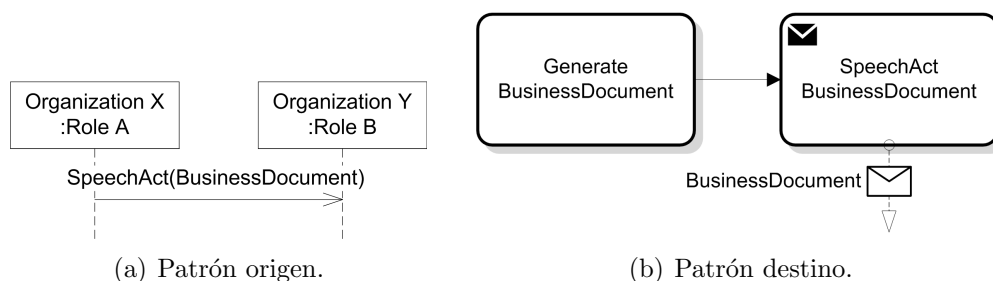 Organization X
:Role A
Organization Y
:Role B
SpeechAct(BusinessDocument)
(a) Patrón origen.
Generate
BusinessDocument
SpeechAct
BusinessDocument
BusinessDocument
(b) Patrón destino.